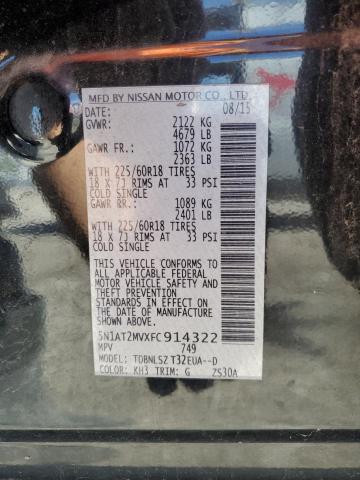 MFD BY NISSAN MOTOR CO., LTD.
DATE: 08/15
GVWR: 2122 KG
4679 LB
GAWR FR: 1072 KG
2363 LB
WITH 225/60R18 TIRES
18 X 7J RIMS AT 33 PSI
COLD SINGLE
GAWR RR: 1089 KG
2401 LB
WITH 225/60R18 TIRES
18 X 7J RIMS AT 33 PSI
COLD SINGLE
THIS VEHICLE CONFORMS TO
ALL APPLICABLE FEDERAL
MOTOR VEHICLE SAFETY
AND THEFT PREVENTION
STANDARDS IN EFFECT ON
THE DATE OF MANUFACTURE
SHOWN ABOVE.
5N1AT2MVXFC914322
MPV 749
MODEL: TDBNLSZ T32EUA--D
COLOR: KH3 TRIM: G ZS30A